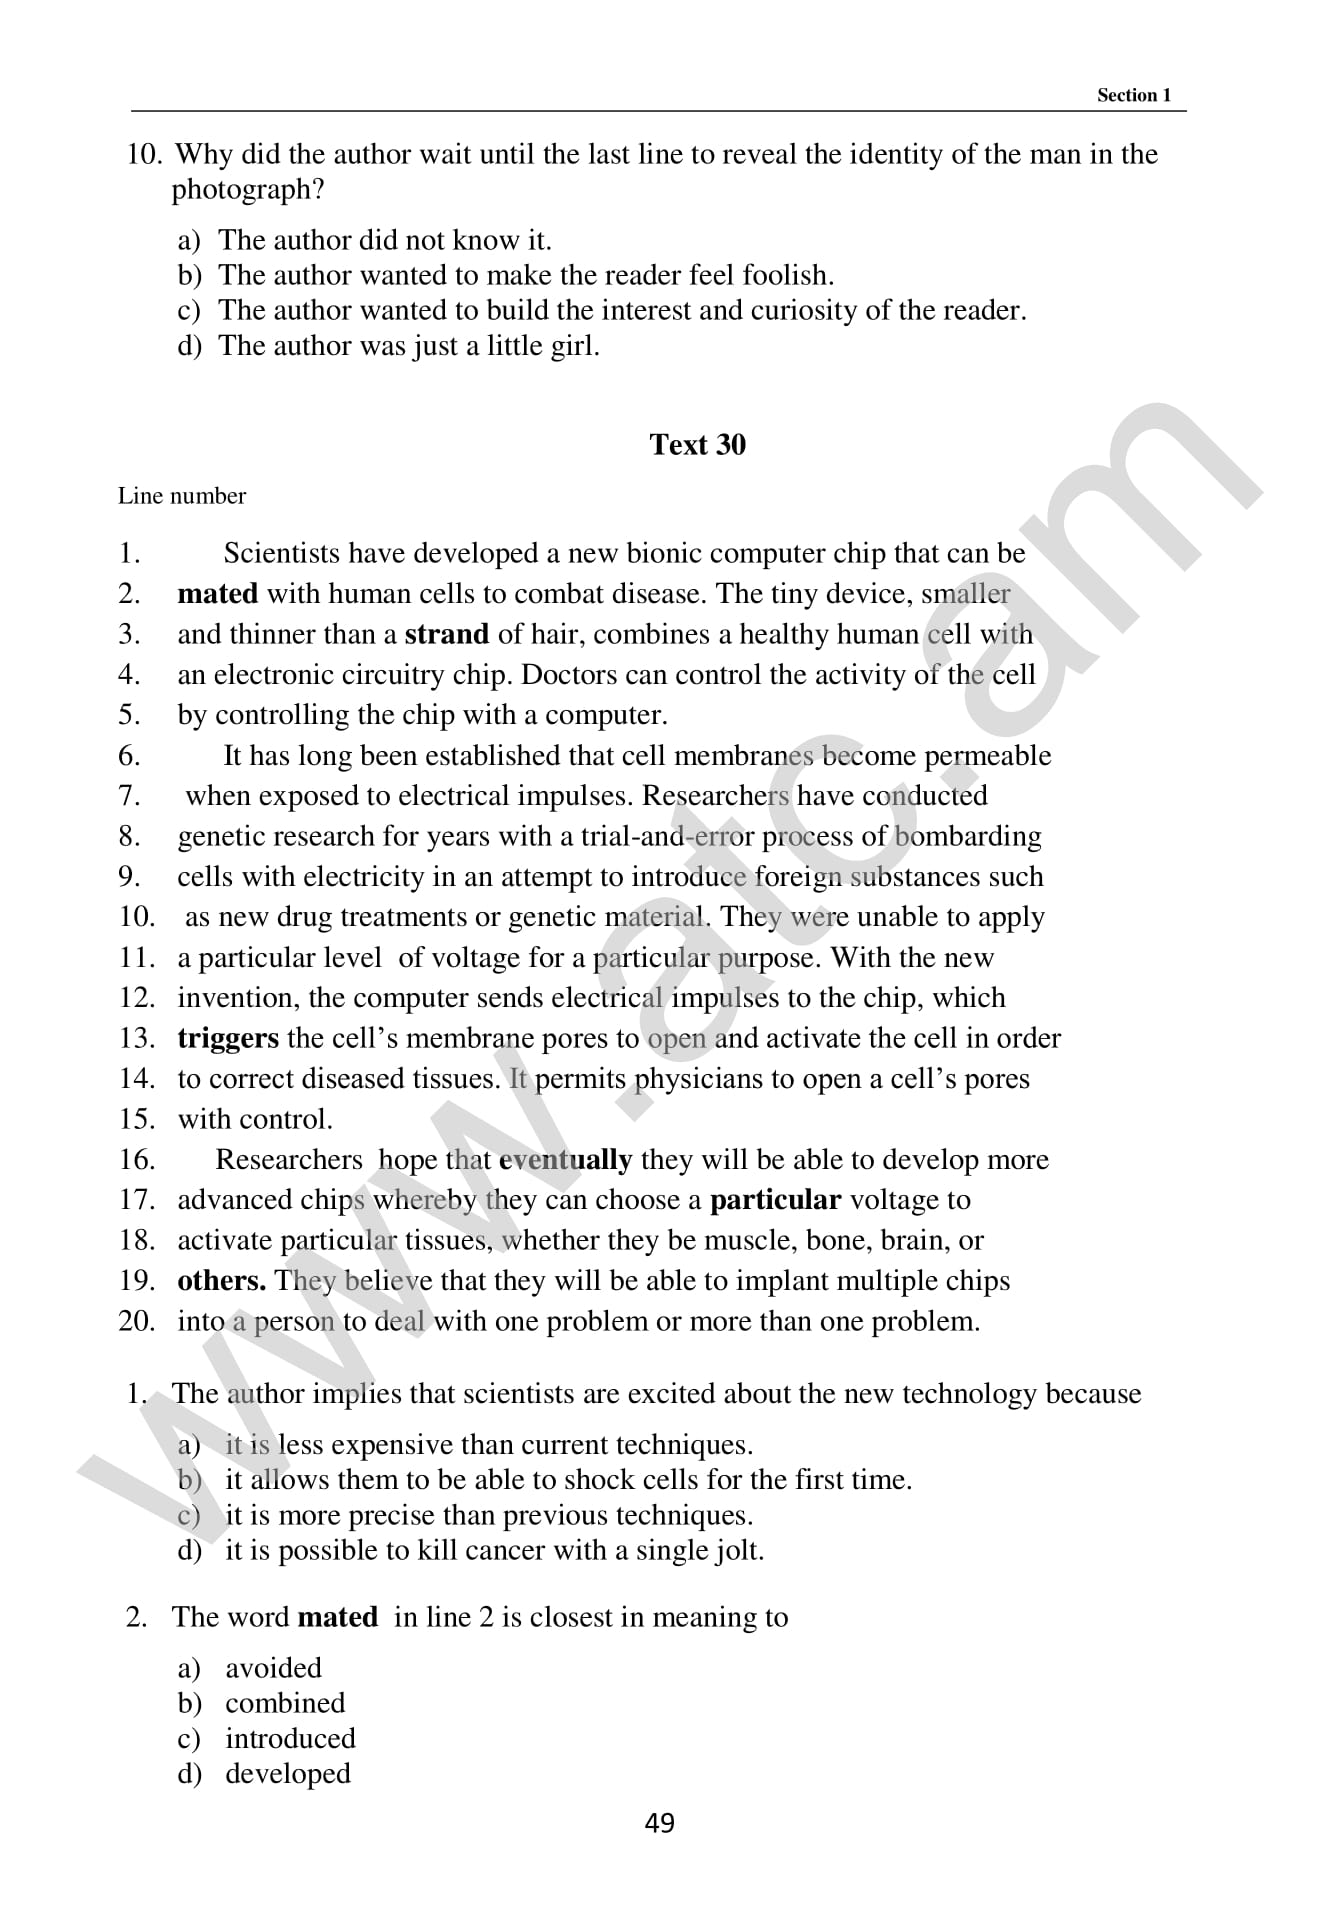 Section 1
10. Why did the author wait until the last line to reveal the identity of the man in the
photograph?
a) The author did not know it.
b) The author wanted to make the reader feel foolish.
c) The author wanted to build the interest and curiosity of the reader.
d) The author was just a little girl.
Text 30
Line number
1. Scientists have developed a new bionic computer chip that can be
2. mated with human cells to combat disease. The tiny device, smaller
3. and thinner than a strand of hair, combines a healthy human cell with
4. an electronic circuitry chip. Doctors can control the activity of the cell
5. by controlling the chip with a computer.
6. It has long been established that cell membranes become permeable
7. when exposed to electrical impulses. Researchers have conducted
8. genetic research for years with a trial-and-error process of bombarding
9. cells with electricity in an attempt to introduce foreign substances such
10. as new drug treatments or genetic material. They were unable to apply
11. a particular level of voltage for a particular purpose. With the new
12. invention, the computer sends electrical impulses to the chip, which
13. triggers the cell’s membrane pores to open and activate the cell in order
14. to correct diseased tissues. It permits physicians to open a cell’s pores
15. with control.
16. Researchers hope that eventually they will be able to develop more
17. advanced chips whereby they can choose a particular voltage to
18. activate particular tissues, whether they be muscle, bone, brain, or
19. others. They believe that they will be able to implant multiple chips
20. into a person to deal with one problem or more than one problem.
1. The author implies that scientists are excited about the new technology because
a) it is less expensive than current techniques.
b) it allows them to be able to shock cells for the first time.
c) it is more precise than previous techniques.
d) it is possible to kill cancer with a single jolt.
2. The word mated in line 2 is closest in meaning to
a) avoided
b) combined
c) introduced
d) developed
49
www.atc.am